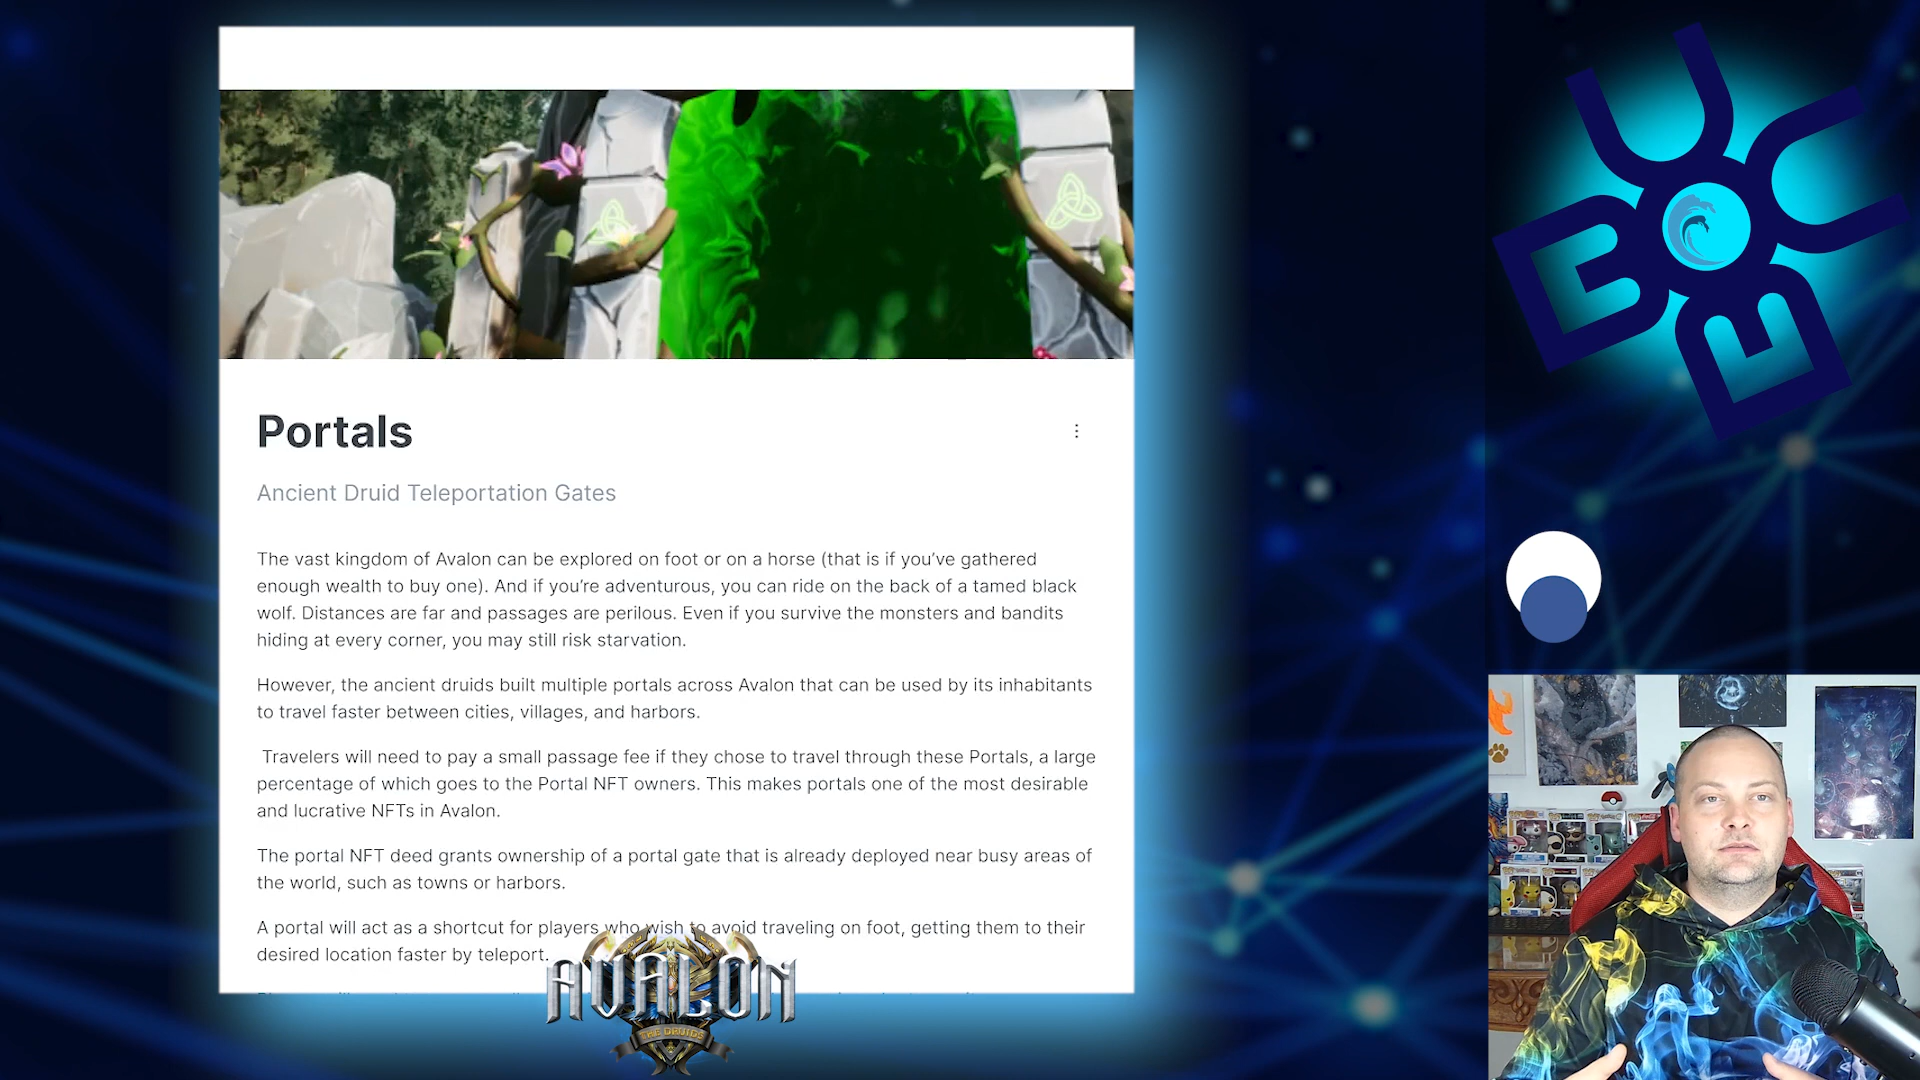 Portals
Ancient Druid Teleportation Gates
The vast kingdom of Avalon can be explored on foot or on a horse (that is if you’ve gathered
enough wealth to buy one). And if you’re adventurous, you can ride on the back of a tamed black
wolf. Distances are far and passages are perilous. Even if you survive the monsters and bandits
hiding at every corner, you may still risk starvation.
However, the ancient druids built multiple portals across Avalon that can be used by its inhabitants
to travel faster between cities, villages, and harbors.
Travelers will need to pay a small passage fee if they chose to travel through these Portals, a large
percentage of which goes to the Portal NFT owners. This makes portals one of the most desirable
and lucrative NFTs in Avalon.
The portal NFT deed grants ownership of a portal gate that is already deployed near busy areas of
the world, such as towns or harbors.
A portal will act as a shortcut for players who wish to avoid traveling on foot, getting them to their
desired location faster by teleport.
AVALON
THE DRUIDS